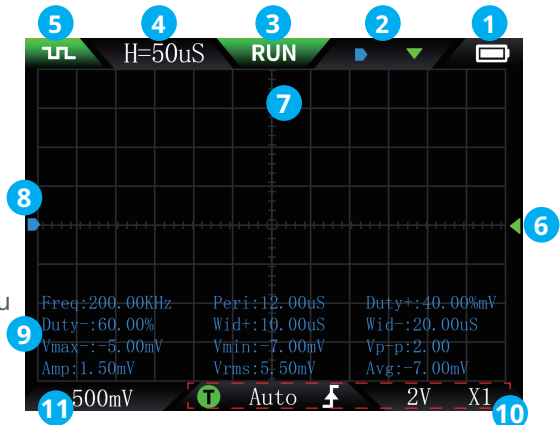 5 4 3 2 1
H=50uS RUN
7
8
6
u
Freq:200.00KHz Peri:12.00uS Duty+:40.00%mV
Duty-:60.00% Wid+:10.00uS Wid-:20.00uS
9
Vmax-:-5.00mV Vmin:-7.00mV Vp-p:2.00
Amp:1.50mV Vrms:5.50mV Avg:-7.00mV
11 500mV T Auto 2V X1
10